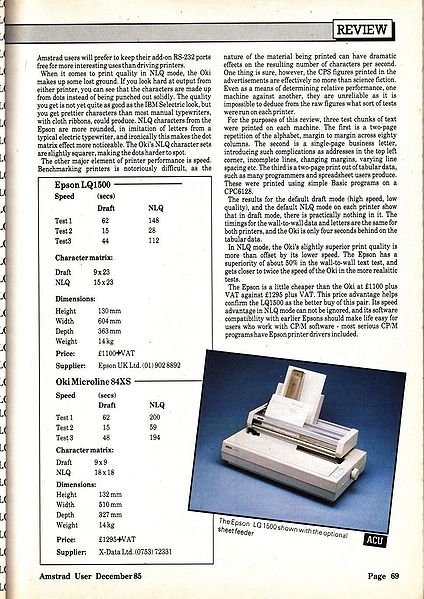 REVIEW
Amstrad users will prefer to keep their add-on RS-232 ports
free for more interesting uses than driving printers.
When it comes to print quality in NLQ mode, the Oki
makes up some lost ground. If you look hard at output from
either printer, you can see that the characters are made up
from dots instead of being punched out solidly. The quality
you get is not yet quite as good as the IBM Selectric look, but
you get prettier characters than most manual typewriters,
with cloth ribbons, could produce. NLQ characters from the
Epson are more rounded, in imitation of letters from a
typical electric typewriter, and ironically this makes the dot
matrix effect more noticeable. The Oki's NLQ character sets
are slightly squarer, making the dots harder to spot.
The other major element of printer performance is speed.
Benchmarking printers is notoriously difficult, as the
Epson LQ1500
Speed (secs)
Draft NLQ
Test 1 62 148
Test 2 15 28
Test3 44 112
Character matrix:
Draft 9 x 23
NLQ 15 x 23
Dimensions:
Height 130 mm
Width 604 mm
Depth 363 mm
Weight 14 kg
Price: £1100+VAT
Supplier: Epson UK Ltd. (01) 902 8892
Oki Microline 84XS
Speed (secs)
Draft NLQ
Test 1 62 200
Test 2 15 59
Test 3 48 194
Character matrix:
Draft 9 x 9
NLQ 18 x 18
Dimensions:
Height 132 mm
Width 510 mm
Depth 327 mm
Weight 14 kg
Price: £1295+VAT
Supplier: X-Data Ltd. (0753) 72331
nature of the material being printed can have dramatic
effects on the resulting number of characters per second.
One thing is sure, however, the CPS figures printed in the
advertisements are effectively no more than science fiction.
Even as a means of determining relative performance, one
machine against another, they are unreliable as it is
impossible to deduce from the raw figures what sort of tests
were run on each printer.
For the purposes of this review, three test chunks of text
were printed on each machine. The first is a two-page
repetition of the alphabet, margin to margin across eighty
columns. The second is a single-page business letter,
introducing such complications as addresses in the top left
corner, incomplete lines, changing margins, varying line
spacing etc. The third is a two-page print out of tabular data,
such as many programmers and spreadsheet users produce.
These were printed using simple Basic programs on a
CPC6128.
The results for the default draft mode (high speed, low
quality), and the default NLQ mode on each printer show
that in draft mode, there is practically nothing in it. The
timings for the wall-to-wall data and letters are the same for
both printers, and the Oki is only four seconds behind on the
tabular data.
In NLQ mode, the Oki's slightly superior print quality is
more than offset by its lower speed. The Epson has a
superiority of about 50% in the wall-to-wall text test, and
gets closer to twice the speed of the Oki in the more realsitic
tests.
The Epson is a little cheaper than the Oki at £1100 plus
VAT against £1295 plus VAT. This price advantage helps
confirm the LQ1500 as the better buy of this pair. Its speed
advantage in NLQ mode can not be ignored, and its software
compatibility with earlier Epsons should make life easy for
users who work with CP/M software - most serious CP/M
programs have Epson printer drivers included.
The Epson LQ 1500 shown with the optional
sheet feeder
ACU
Amstrad User December 85
Page 69